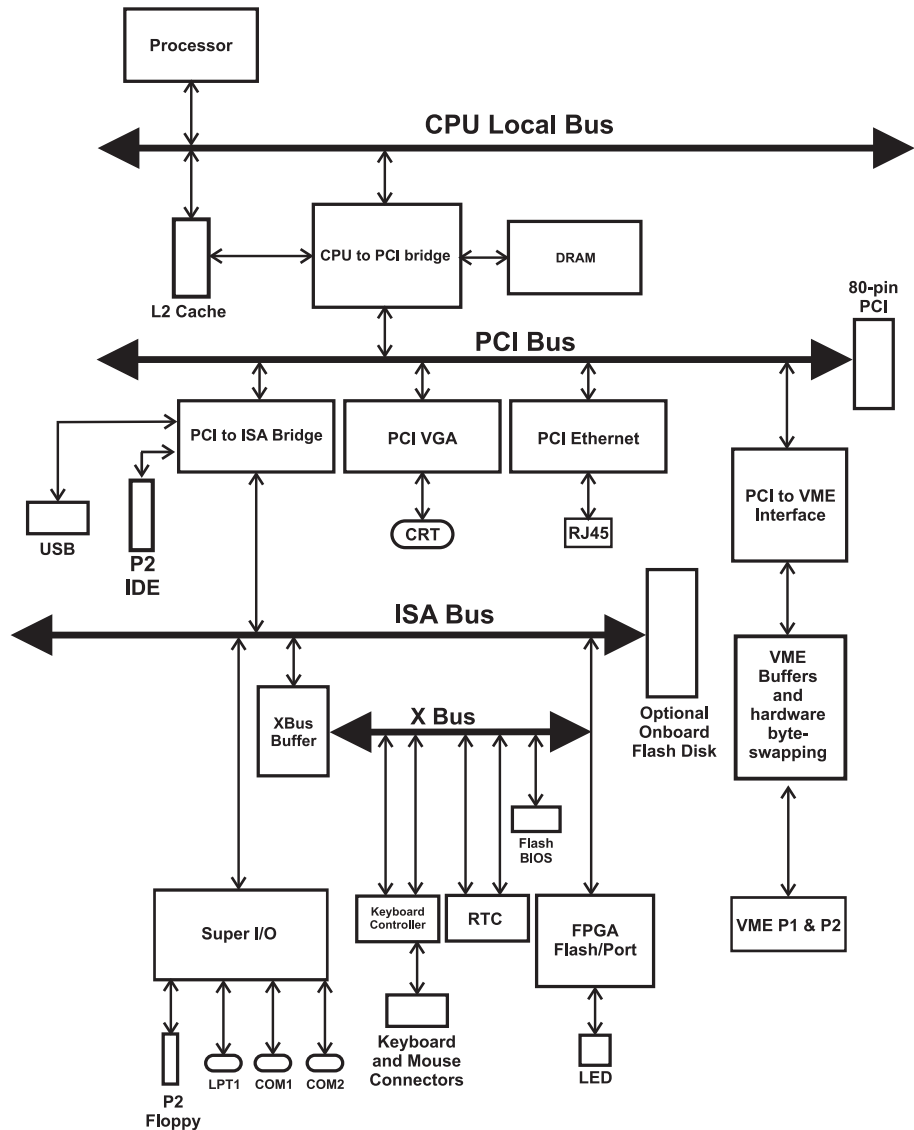 Processor
CPU Local Bus
CPU to PCI bridge
DRAM
L2 Cache
80-pin
PCI
PCI Bus
PCI to ISA Bridge
PCI VGA
PCI Ethernet
PCI to VME
Interface
USB
P2
IDE
CRT
RJ45
ISA Bus
VME
Buffers
and
hardware
byte-
swapping
XBus
Buffer
X Bus
Optional
Onboard
Flash Disk
Flash
BIOS
Super I/O
Keyboard
Controller
RTC
FPGA
Flash/Port
VME P1 & P2
P2
Floppy
LPT1
COM1
COM2
Keyboard
and Mouse
Connectors
LED